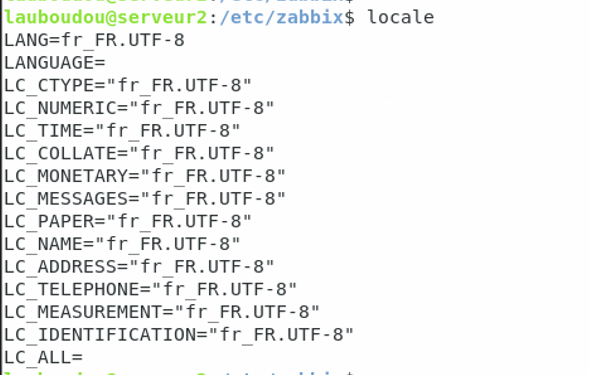 lauboudou@serveur2:/etc/zabbix$ locale
LANG=fr_FR.UTF-8
LANGUAGE=
LC_CTYPE="fr_FR.UTF-8"
LC_NUMERIC="fr_FR.UTF-8"
LC_TIME="fr_FR.UTF-8"
LC_COLLATE="fr_FR.UTF-8"
LC_MONETARY="fr_FR.UTF-8"
LC_MESSAGES="fr_FR.UTF-8"
LC_PAPER="fr_FR.UTF-8"
LC_NAME="fr_FR.UTF-8"
LC_ADDRESS="fr_FR.UTF-8"
LC_TELEPHONE="fr_FR.UTF-8"
LC_MEASUREMENT="fr_FR.UTF-8"
LC_IDENTIFICATION="fr_FR.UTF-8"
LC_ALL=